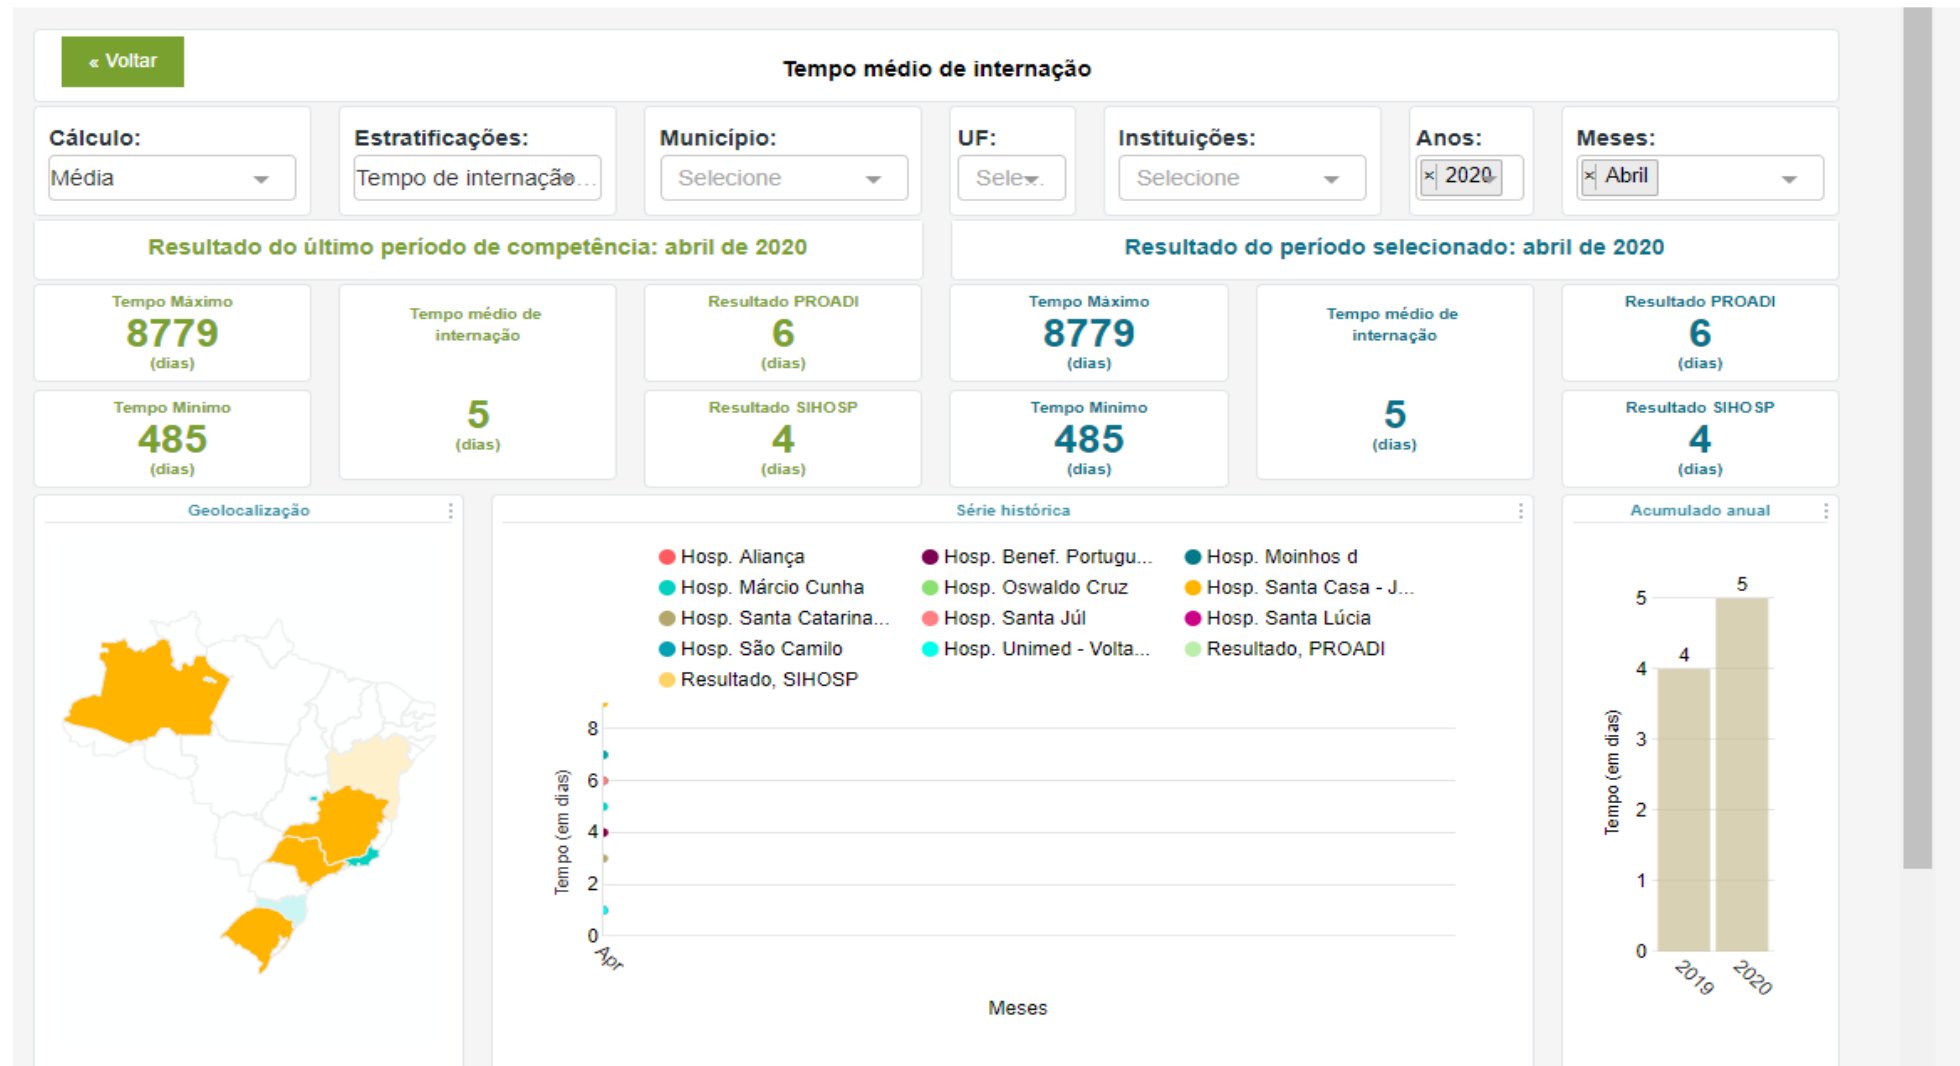 « Voltar
Tempo médio de internação
Cálculo:
Média
Estratificações:
Tempo de internação...
Município:
Selecione
UF:
Sele...
Instituições:
Selecione
Anos:
× 2020
Meses:
× Abril
Resultado do último período de competência: abril de 2020
Resultado do período selecionado: abril de 2020
Tempo Máximo
8779
(dias)
Tempo Mínimo
485
(dias)
Tempo médio de
internação
5
(dias)
Resultado PROADI
6
(dias)
Resultado SIHOSP
4
(dias)
Tempo Máximo
8779
(dias)
Tempo Mínimo
485
(dias)
Tempo médio de
internação
5
(dias)
Resultado PROADI
6
(dias)
Resultado SIHOSP
4
(dias)
Geolocalização
Série histórica
Hosp. Aliança
Hosp. Benef. Portugu...
Hosp. Moinhos d
Hosp. Márcio Cunha
Hosp. Oswaldo Cruz
Hosp. Santa Casa - J...
Hosp. Santa Catarina...
Hosp. Santa Júl
Hosp. Santa Lúcia
Hosp. São Camilo
Hosp. Unimed - Volta...
Resultado, PROADI
Resultado, SIHOSP
Tempo (em dias)
8
6
4
2
0
Apr
Meses
Acumulado anual
Tempo (em dias)
5
4
3
2
1
0
4
5
2019
2020